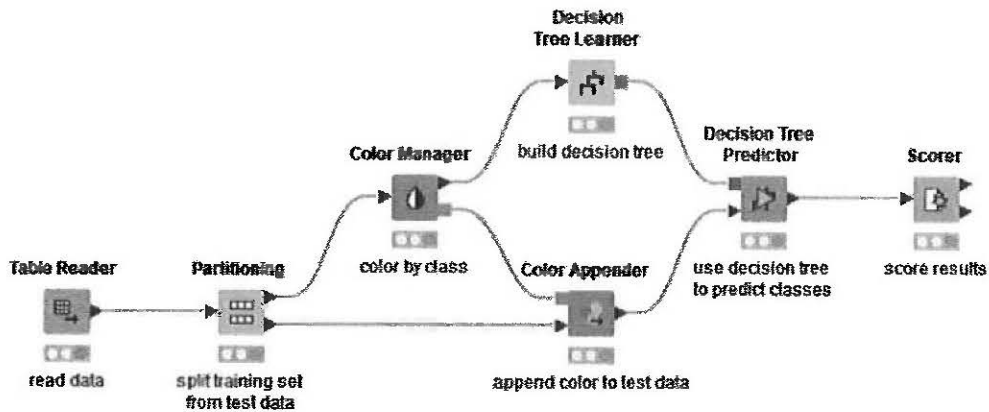 Decision
Tree Learner
build decision tree
Color Manager
color by class
Decision Tree
Predictor
use decision tree
to predict classes
Scorer
score results
Table Reader
read data
Partitioning
split training set
from test data
Color Appender
append color to test data